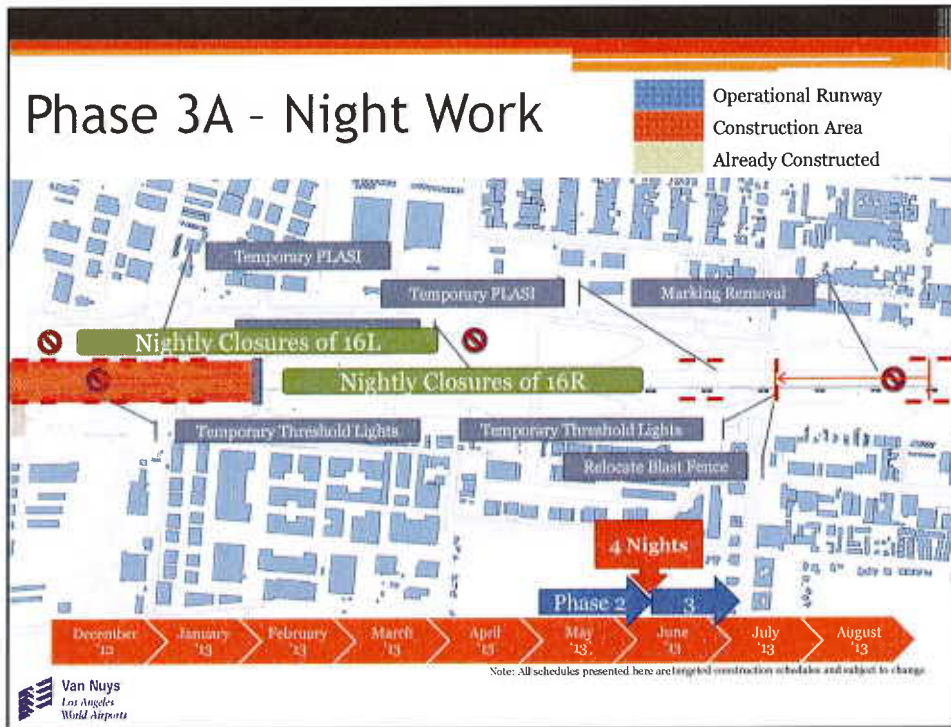 Phase 3A - Night Work
Operational Runway
Construction Area
Already Constructed
Temporary PLASI
Temporary PLASI
Marking Removal
Nightly Closures of 16L
Nightly Closures of 16R
Temporary Threshold Lights
Temporary Threshold Lights
Relocate Blast Fence
4 Nights
Phase 2
3
December
'12
January
'13
February
'13
March
'13
April
'13
May
'13
June
'13
July
'13
August
'13
Note: All schedules presented here are targeted construction schedules and subject to change
Van Nuys
Los Angeles
World Airports